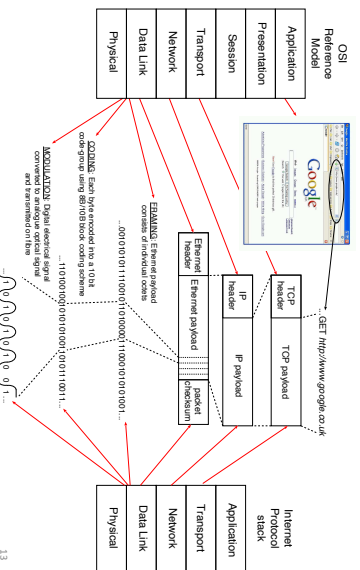 OSI
Reference
Model
Application
Presentation
Session
Transport
Network
Data Link
Physical
Google
... GET http://www.google.co.uk
TCP
header
TCP payload
IP
header
IP payload
Ethernet
header
Ethernet payload
packet
checksum
FRAMING: Ethernet payload
consists of individual octets
CODING: Each byte encoded into a 10 bit
code-group using 8B/10B block coding scheme
MODULATION: Digital electrical signal
converted to analogue optical signal
and transmitted on fibre
Internet
Protocol
stack
Application
Transport
Network
Data Link
Physical
13